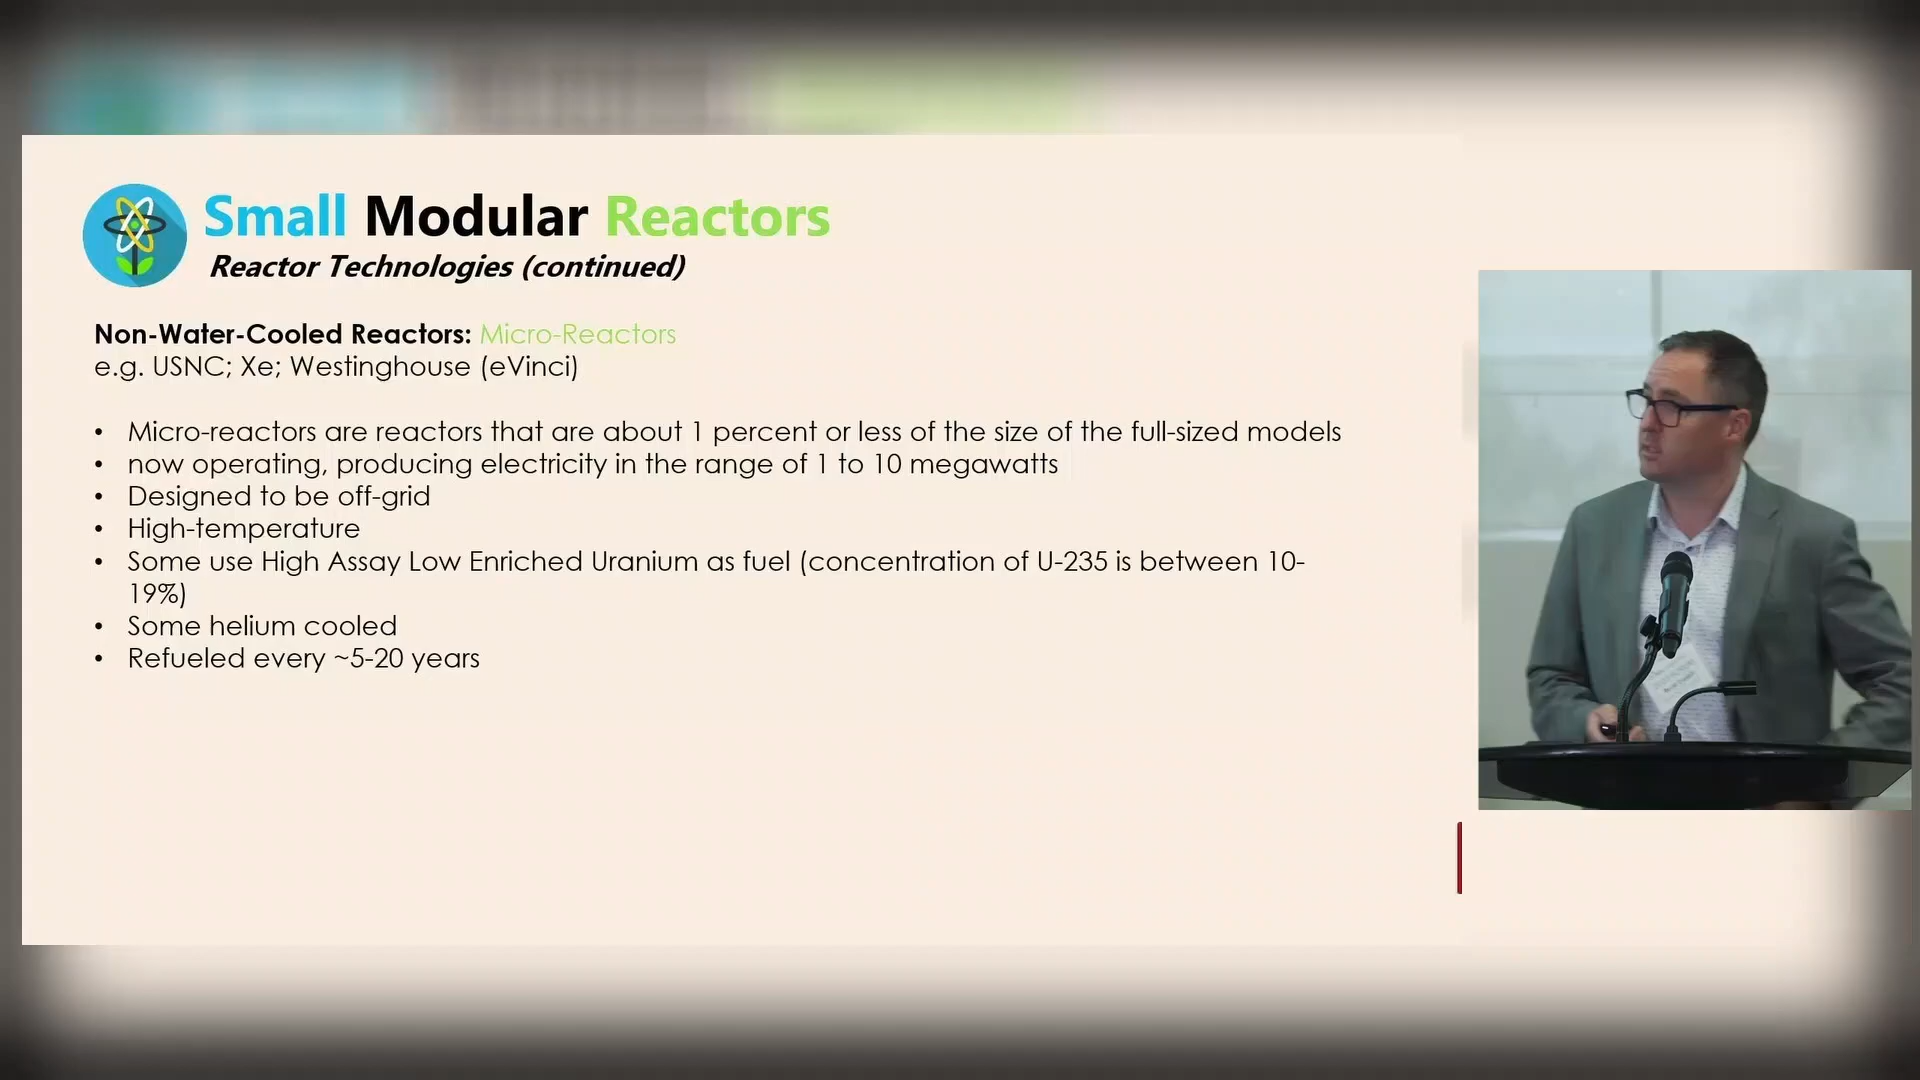 Small Modular Reactors
Reactor Technologies (continued)
Non-Water-Cooled Reactors: Micro-Reactors
e.g. USNC; Xe; Westinghouse (eVinci)
• Micro-reactors are reactors that are about 1 percent or less of the size of the full-sized models
• now operating, producing electricity in the range of 1 to 10 megawatts
• Designed to be off-grid
• High-temperature
• Some use High Assay Low Enriched Uranium as fuel (concentration of U-235 is between 10-
19%)
• Some helium cooled
• Refueled every ~5-20 years